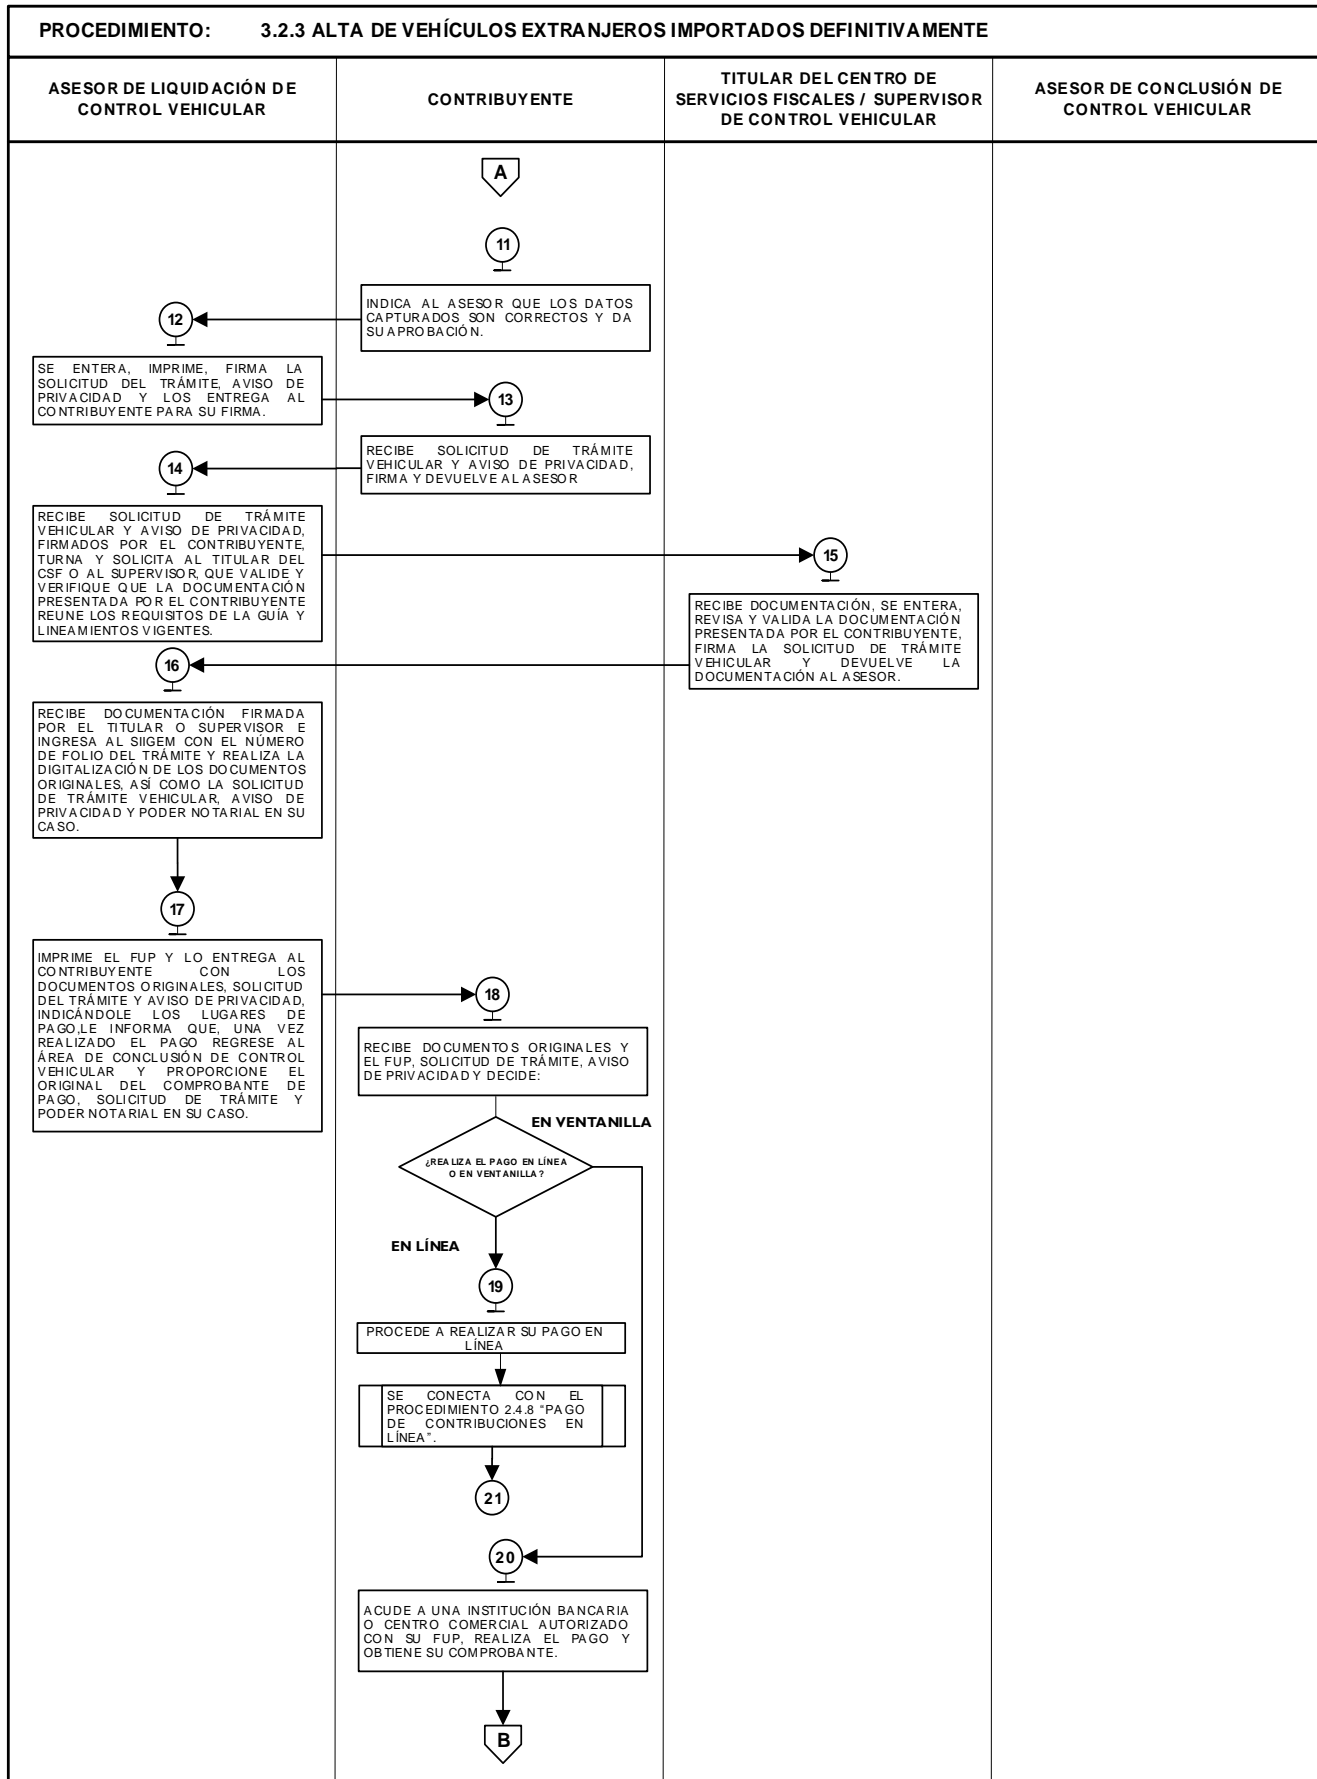 PROCEDIMIENTO: 3.2.3 ALTA DE VEHÍCULOS EXTRANJEROS IMPORTADOS DEFINITIVAMENTE
ASESOR DE LIQUIDACIÓN DE
CONTROL VEHICULAR
CONTRIBUYENTE
TITULAR DEL CENTRO DE
SERVICIOS FISCALES / SUPERVISOR
DE CONTROL VEHICULAR
ASESOR DE CONCLUSIÓN DE
CONTROL VEHICULAR
A
11
INDICA AL ASESOR QUE LOS DATOS
CAPTURADOS SON CORRECTOS Y DA
SU APROBACIÓN.
12
SE ENTERA, IMPRIME, FIRMA LA
SOLICITUD DEL TRÁMITE, AVISO DE
PRIVACIDAD Y LOS ENTREGA AL
CONTRIBUYENTE PARA SU FIRMA.
13
RECIBE SOLICITUD DE TRÁMITE
VEHICULAR Y AVISO DE PRIVACIDAD,
FIRMA Y DEVUELVE AL ASESOR
14
RECIBE SOLICITUD DE TRÁMITE
VEHICULAR Y AVISO DE PRIVACIDAD,
FIRMADOS POR EL CONTRIBUYENTE,
TURNA Y SOLICITA AL TITULAR DEL
CSF O AL SUPERVISOR, QUE VALIDE Y
VERIFIQUE QUE LA DOCUMENTACIÓN
PRESENTADA POR EL CONTRIBUYENTE
REUNE LOS REQUISITOS DE LA GUÍA Y
LINEAMIENTOS VIGENTES.
15
RECIBE DOCUMENTACIÓN, SE ENTERA,
REVISA Y VALIDA LA DOCUMENTACIÓN
PRESENTADA POR EL CONTRIBUYENTE,
FIRMA LA SOLICITUD DE TRÁMITE
VEHICULAR Y DEVUELVE LA
DOCUMENTACIÓN AL ASESOR.
16
RECIBE DOCUMENTACIÓN FIRMADA
POR EL TITULAR O SUPERVISOR E
INGRESA AL SIIGEM CON EL NÚMERO
DE FOLIO DEL TRÁMITE Y REALIZA LA
DIGITALIZACIÓN DE LOS DOCUMENTOS
ORIGINALES, ASÍ COMO LA SOLICITUD
DE TRÁMITE VEHICULAR, AVISO DE
PRIVACIDAD Y PODER NOTARIAL EN SU
CASO.
17
IMPRIME EL FUP Y LO ENTREGA AL
CONTRIBUYENTE CON LOS
DOCUMENTOS ORIGINALES, SOLICITUD
DEL TRÁMITE Y AVISO DE PRIVACIDAD,
INDICÁNDOLE LOS LUGARES DE
PAGO,LE INFORMA QUE, UNA VEZ
REALIZADO EL PAGO REGRESE AL
ÁREA DE CONCLUSIÓN DE CONTROL
VEHICULAR Y PROPORCIONE EL
ORIGINAL DEL COMPROBANTE DE
PAGO, SOLICITUD DE TRÁMITE Y
PODER NOTARIAL EN SU CASO.
18
RECIBE DOCUMENTOS ORIGINALES Y
EL FUP, SOLICITUD DE TRÁMITE, AVISO
DE PRIVACIDAD Y DECIDE:
EN VENTANILLA
¿REALIZA EL PAGO EN LÍNEA
O EN VENTANILLA?
EN LÍNEA
19
PROCEDE A REALIZAR SU PAGO EN
LÍNEA
SE CONECTA CON EL
PROCEDIMIENTO 2.4.8 "PAGO
DE CONTRIBUCIONES EN
LÍNEA".
21
20
ACUDE A UNA INSTITUCIÓN BANCARIA
O CENTRO COMERCIAL AUTORIZADO
CON SU FUP, REALIZA EL PAGO Y
OBTIENE SU COMPROBANTE.
B